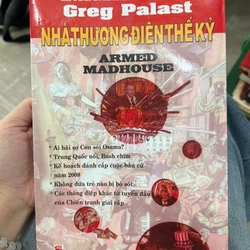 Greg Palast
NHÀ THƯƠNG ĐIÊN THẾ KỶ
ARMED
MADHOUSE
* Ai hãi sợ Con sói Osama?
* Trung Quốc nổi, Bush chìm
* Kế hoạch đánh cắp cuộc bầu cử
năm 2008
* Không đứa trẻ nào bị bỏ sót
* Các thông điệp khác từ tuyến đầu
của Chiến tranh giai cấp